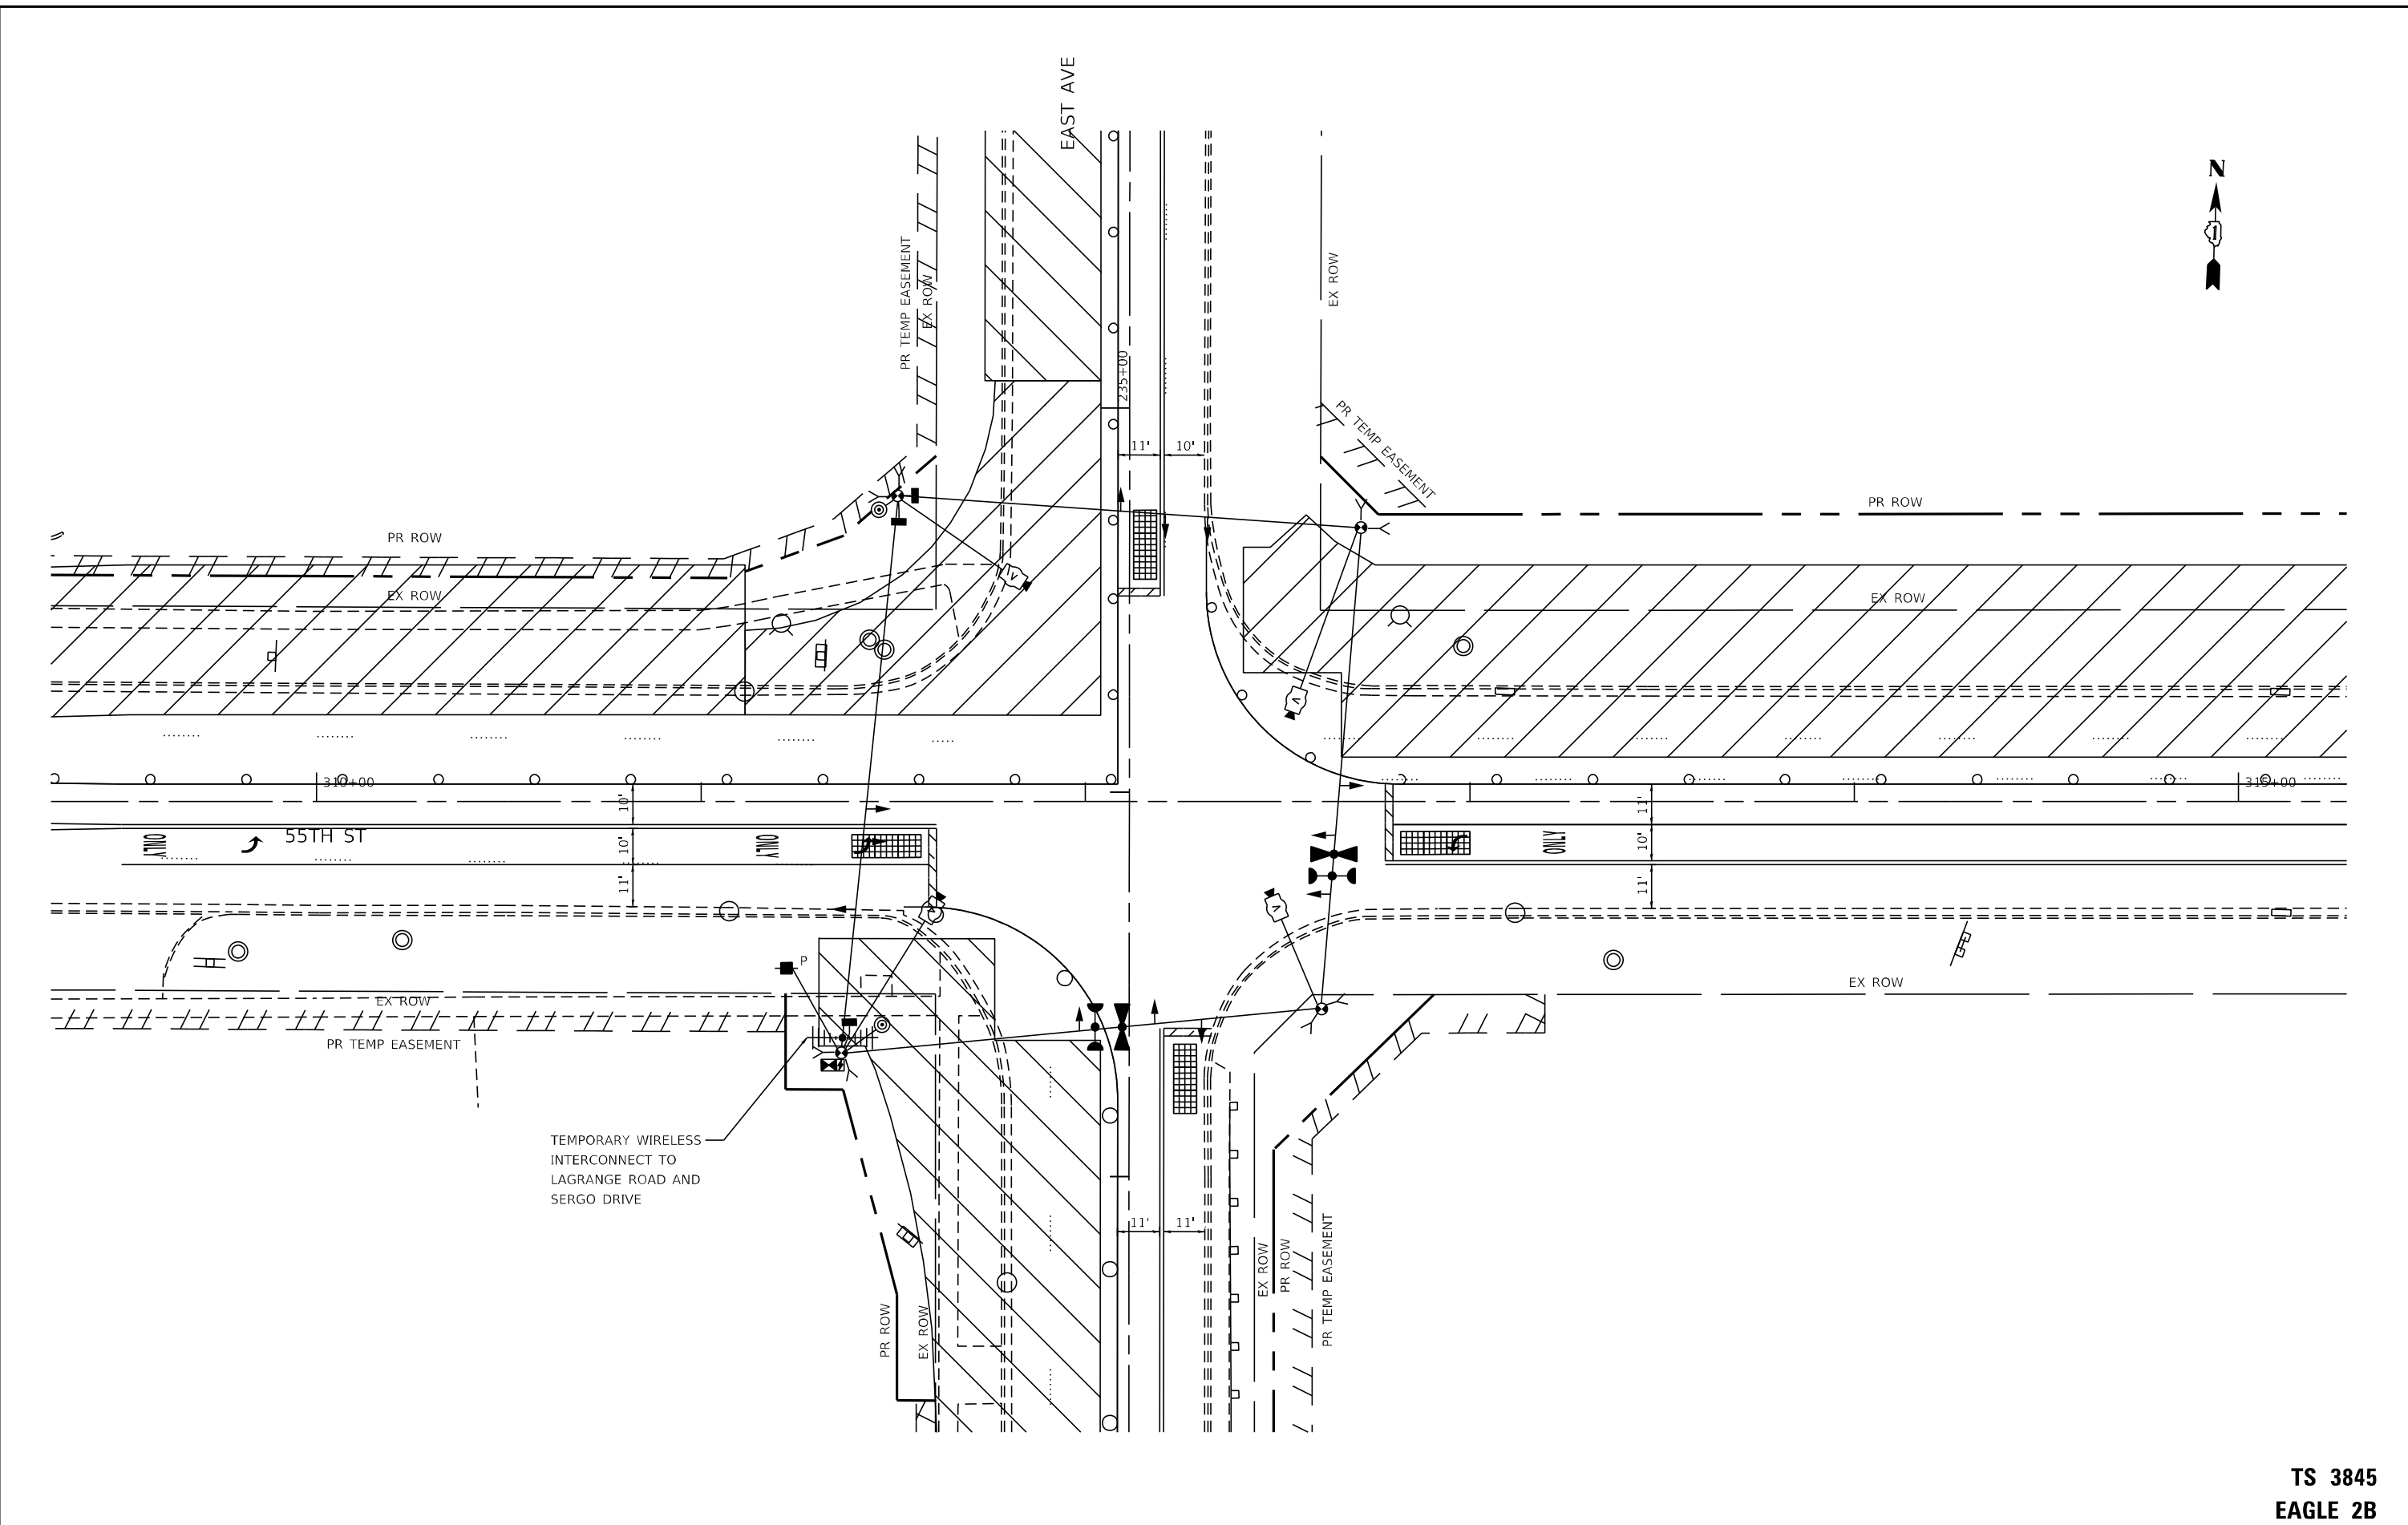 EAST AVE
N
1
PR TEMP EASEMENT
EX ROW
EX ROW
235+00
PR TEMP EASEMENT
11'
10'
PR ROW
PR ROW
EX ROW
EX ROW
V
V
310+00
315+00
10'
11'
ONLY
55TH ST
ONLY
10'
10'
ONLY
11'
11'
V
V
P
EX ROW
EX ROW
PR TEMP EASEMENT
TEMPORARY WIRELESS
INTERCONNECT TO
LAGRANGE ROAD AND
SERGO DRIVE
11'
11'
PR ROW
EX ROW
EX ROW
PR ROW
PR TEMP EASEMENT
TS 3845
EAGLE 2B